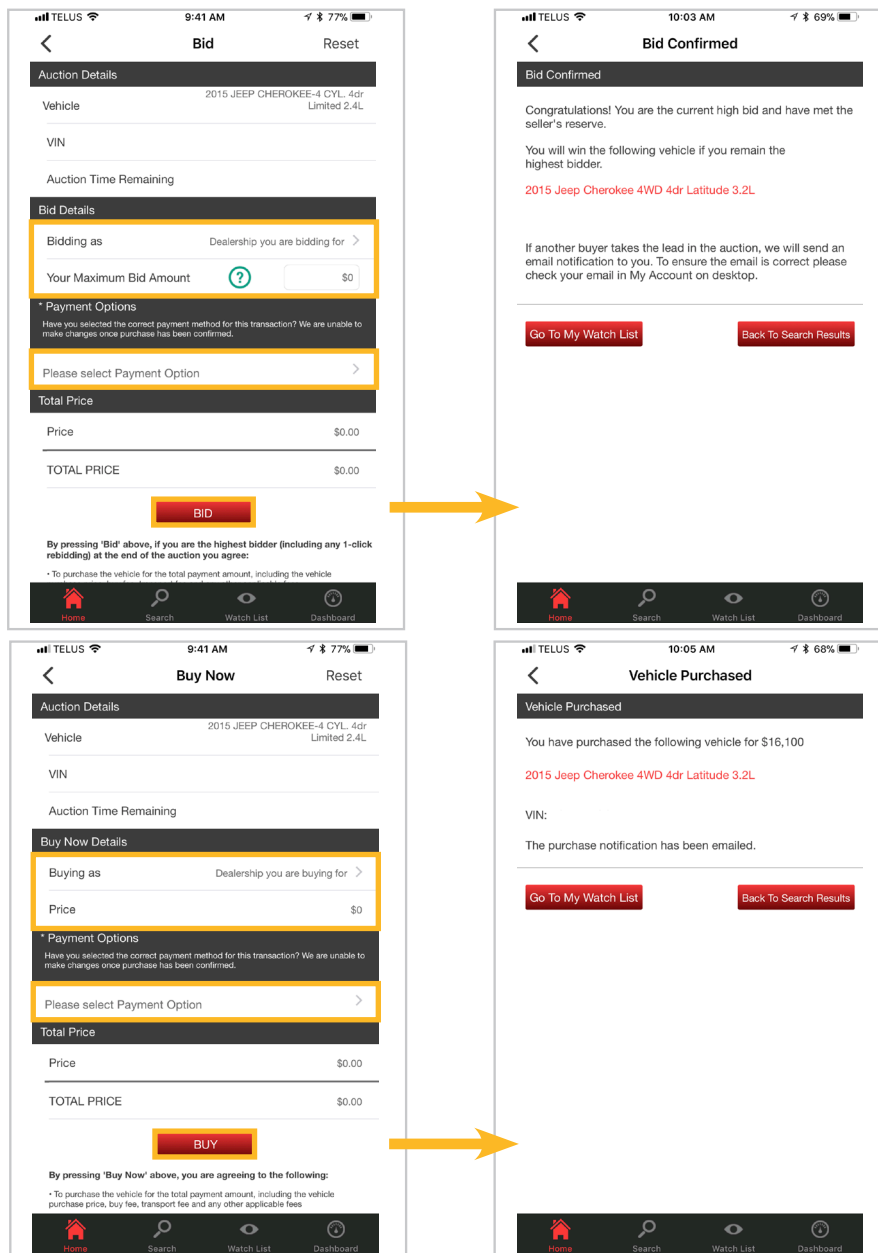 TELUS 9:41 AM 77%
Bid Reset
Auction Details
2015 JEEP CHEROKEE-4 CYL. 4dr
Vehicle Limited 2.4L
VIN
Auction Time Remaining
Bid Details
Bidding as Dealership you are bidding for
Your Maximum Bid Amount ? $0
* Payment Options
Have you selected the correct payment method for this transaction? We are unable to
make changes once purchase has been confirmed.
Please select Payment Option
Total Price
Price $0.00
TOTAL PRICE $0.00
BID
By pressing 'Bid' above, if you are the highest bidder (including any 1-click
rebidding) at the end of the auction you agree:
• To purchase the vehicle for the total payment amount, including the vehicle
Home Search Watch List Dashboard
TELUS 10:03 AM 69%
Bid Confirmed
Bid Confirmed
Congratulations! You are the current high bid and have met the
seller's reserve.
You will win the following vehicle if you remain the
highest bidder.
2015 Jeep Cherokee 4WD 4dr Latitude 3.2L
If another buyer takes the lead in the auction, we will send an
email notification to you. To ensure the email is correct please
check your email in My Account on desktop.
Go To My Watch List Back To Search Results
Home Search Watch List Dashboard
TELUS 9:41 AM 77%
Buy Now Reset
Auction Details
2015 JEEP CHEROKEE-4 CYL. 4dr
Vehicle Limited 2.4L
VIN
Auction Time Remaining
Buy Now Details
Buying as Dealership you are buying for
Price $0
* Payment Options
Have you selected the correct payment method for this transaction? We are unable to
make changes once purchase has been confirmed.
Please select Payment Option
Total Price
Price $0.00
TOTAL PRICE $0.00
BUY
By pressing 'Buy Now' above, you are agreeing to the following:
• To purchase the vehicle for the total payment amount, including the vehicle
purchase price, buy fee, transport fee and any other applicable fees
Home Search Watch List Dashboard
TELUS 10:05 AM 68%
Vehicle Purchased
Vehicle Purchased
You have purchased the following vehicle for $16,100
2015 Jeep Cherokee 4WD 4dr Latitude 3.2L
VIN:
The purchase notification has been emailed.
Go To My Watch List Back To Search Results
Home Search Watch List Dashboard